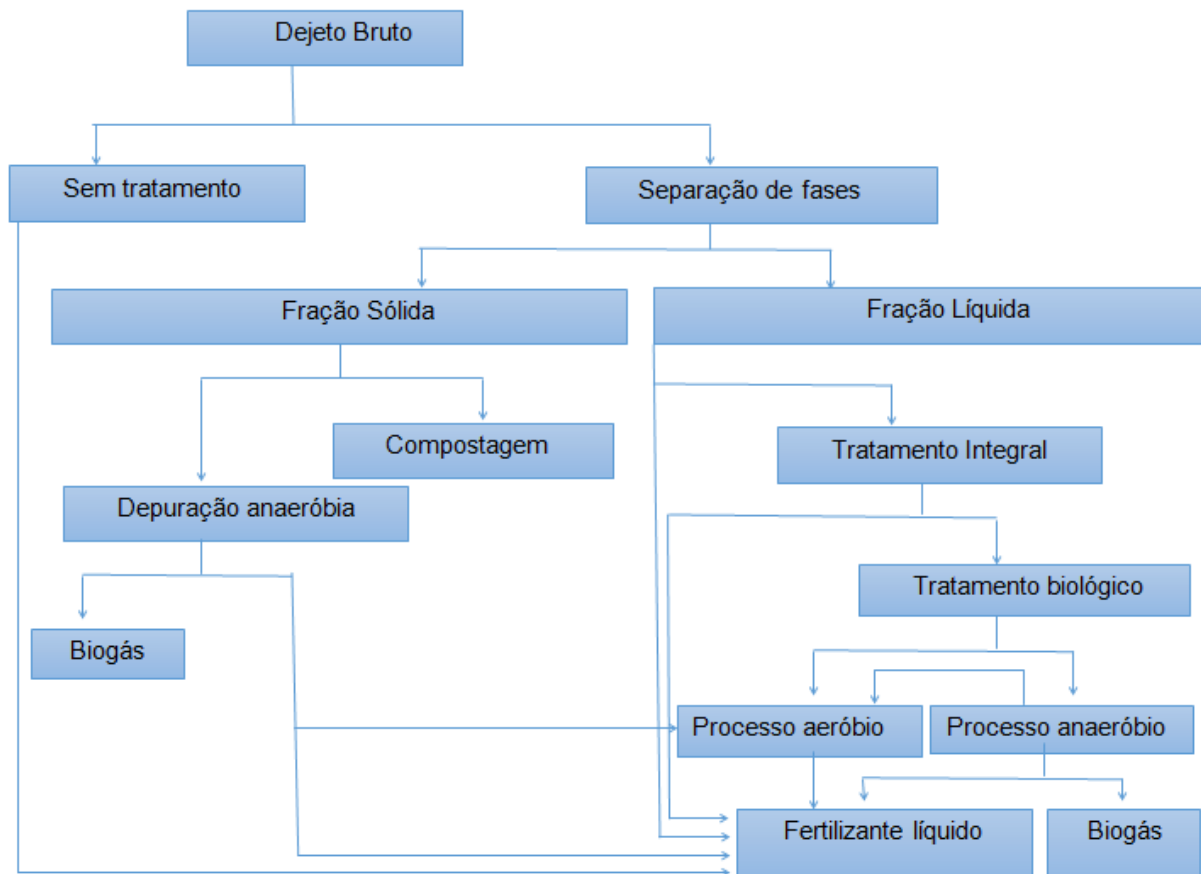 Dejeto Bruto
Sem tratamento
Separação de fases
Fração Sólida
Fração Líquida
Compostagem
Tratamento Integral
Depuração anaeróbia
Tratamento biológico
Biogás
Processo aeróbio
Processo anaeróbio
Fertilizante líquido
Biogás